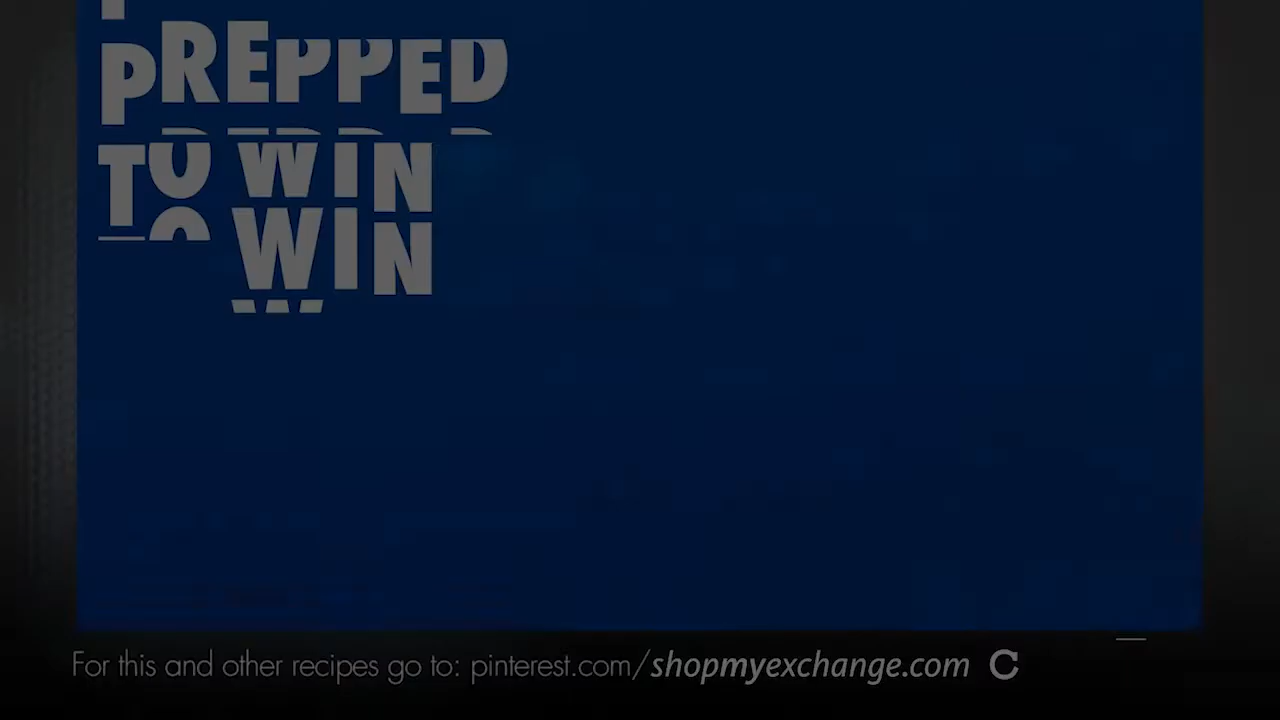 PREPPED
TO WIN
WIN
For this and other recipes go to: pinterest.com/shopmyexchange.com